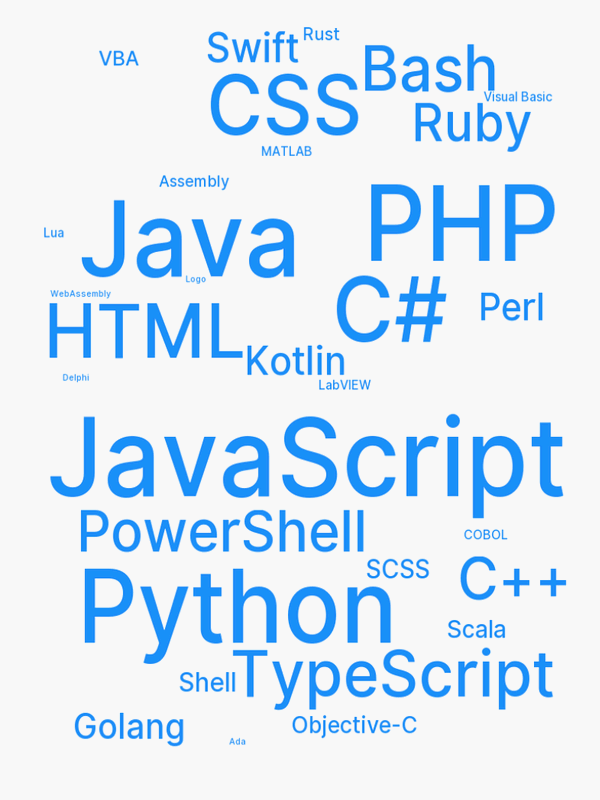 Rust
Swift
VBA
Bash
CSS
Visual Basic
Ruby
MATLAB
Assembly
PHP
Lua
Java
Logo
WebAssembly
C#
Perl
HTML
Kotlin
Delphi
LabVIEW
JavaScript
PowerShell
COBOL
SCSS
C++
Python
Scala
TypeScript
Shell
Golang
Objective-C
Ada